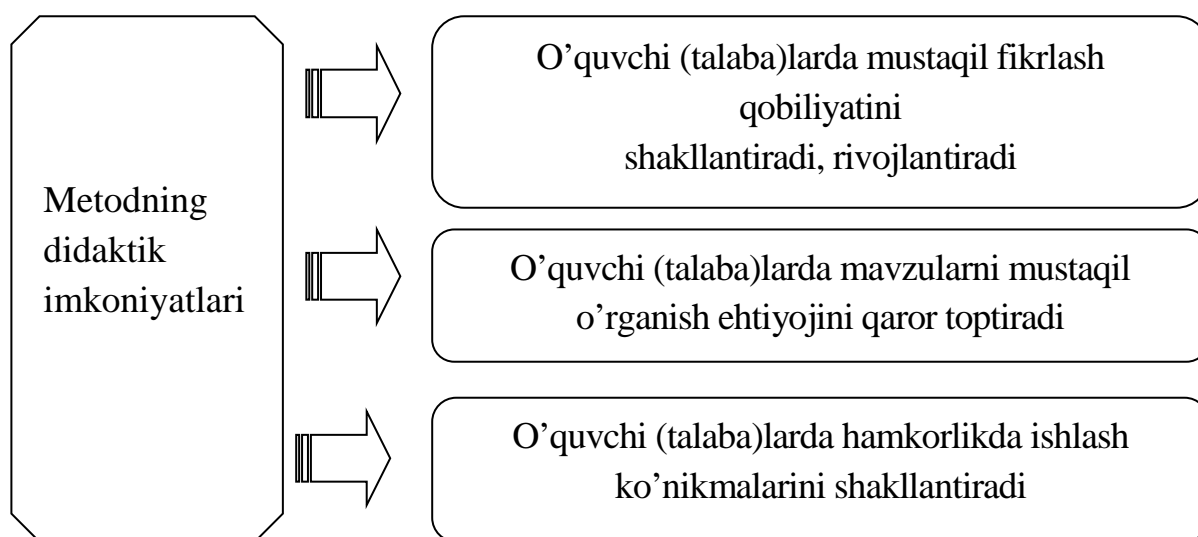 Metodning
didaktik
imkoniyatlari
O’quvchi (talaba)larda mustaqil fikrlash
qobiliyatini
shakllantiradi, rivojlantiradi
O’quvchi (talaba)larda mavzularni mustaqil
o’rganish ehtiyojini qaror toptiradi
O’quvchi (talaba)larda hamkorlikda ishlash
ko’nikmalarini shakllantiradi